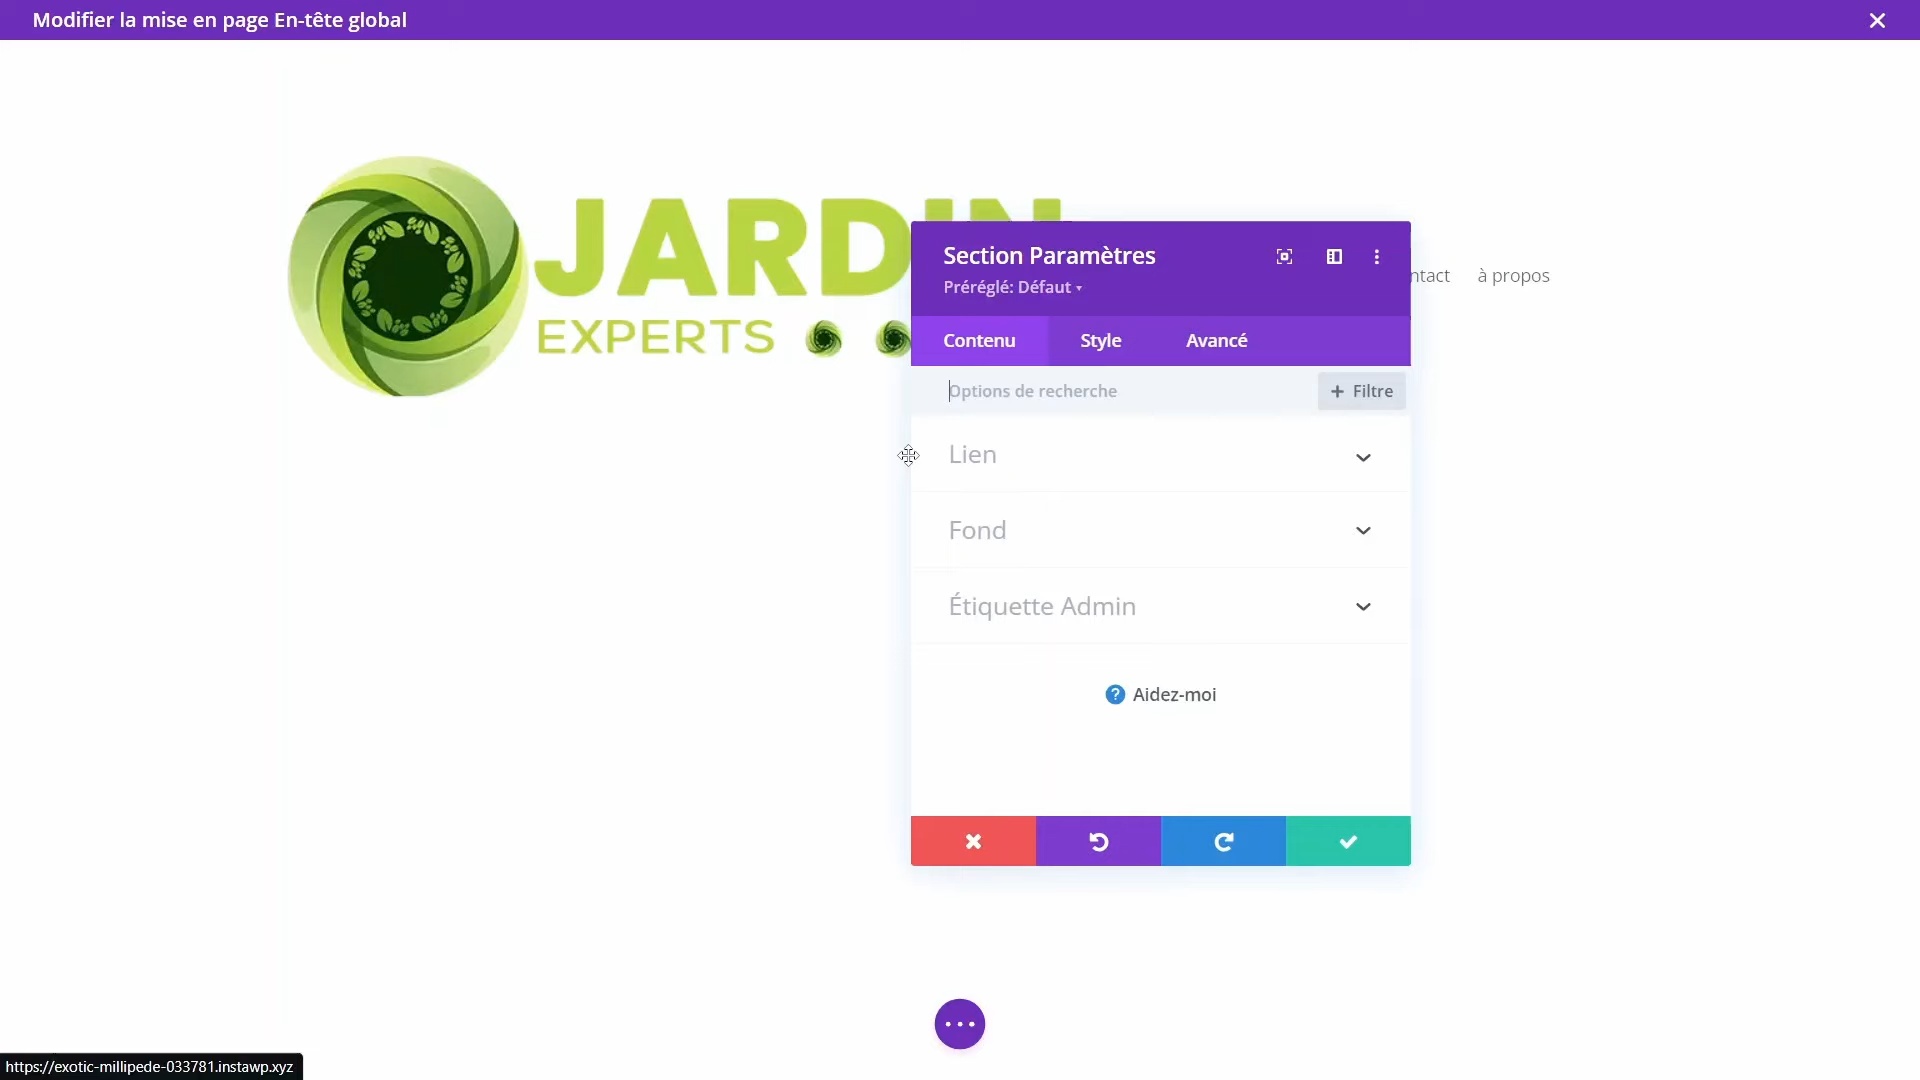 Modifier la mise en page En-tête global
JARDIN
EXPERTS
ntact
à propos
Section Paramètres
Préréglé: Défaut
Contenu
Style
Avancé
Options de recherche
+ Filtre
Lien
Fond
Étiquette Admin
? Aidez-moi
https://exotic-millipede-033781.instawp.xyz